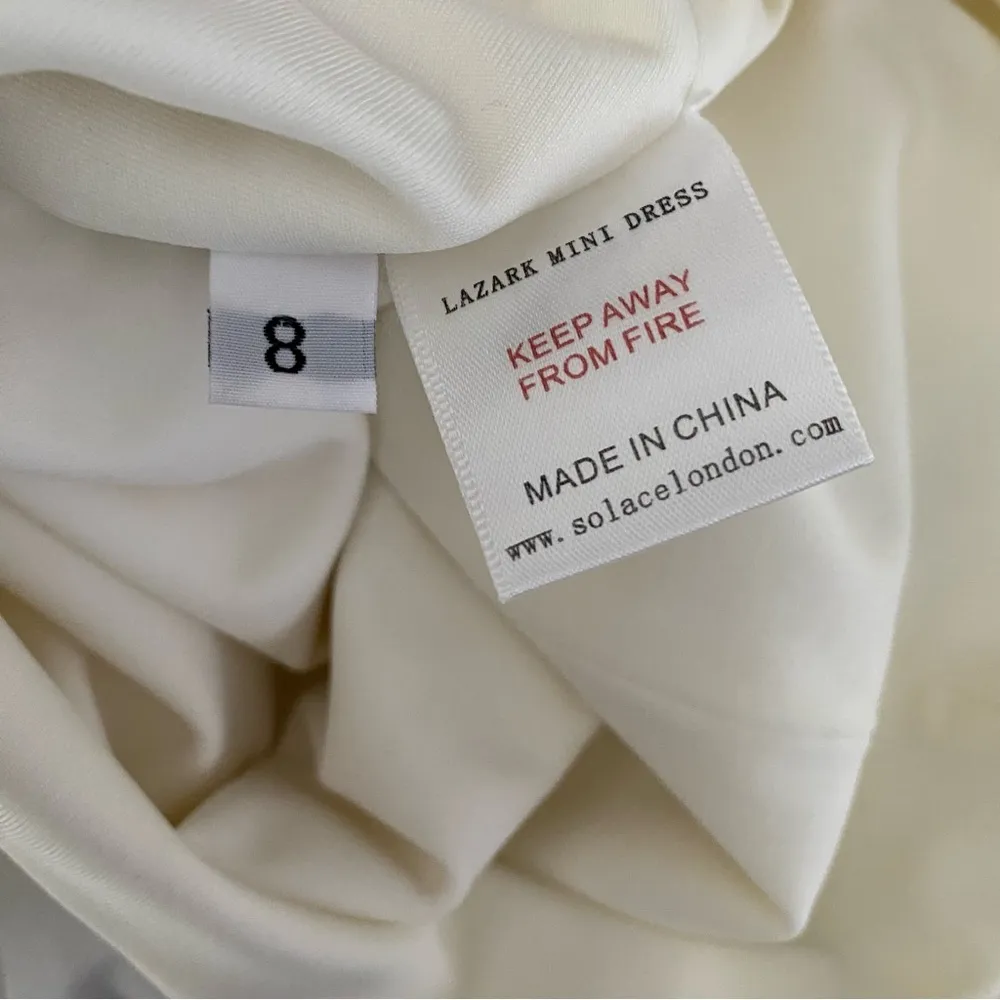 LAZARK MINI DRESS
KEEP AWAY
FROM FIRE
MADE IN CHINA
www.solacelondon.com
8